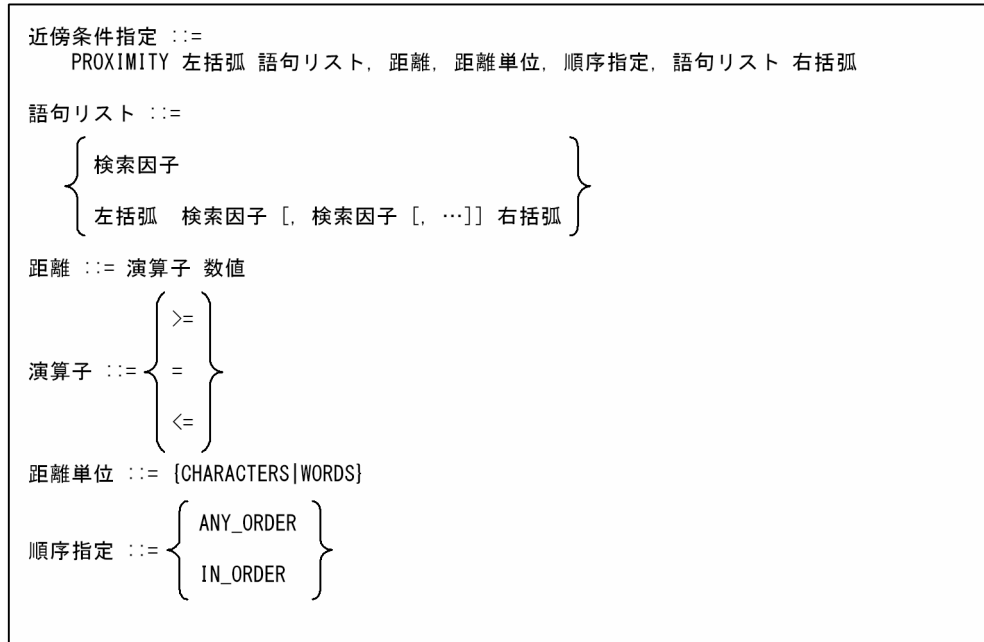 近傍条件指定 ::=
PROXIMITY 左括弧 語句リスト, 距離, 距離単位, 順序指定, 語句リスト 右括弧
語句リスト ::=
検索因子
左括弧 検索因子 [, 検索因子 [, …]] 右括弧
距離 ::= 演算子 数値
>=
演算子 ::= =
<=
距離単位 ::= {CHARACTERS|WORDS}
ANY_ORDER
順序指定 ::=
IN_ORDER